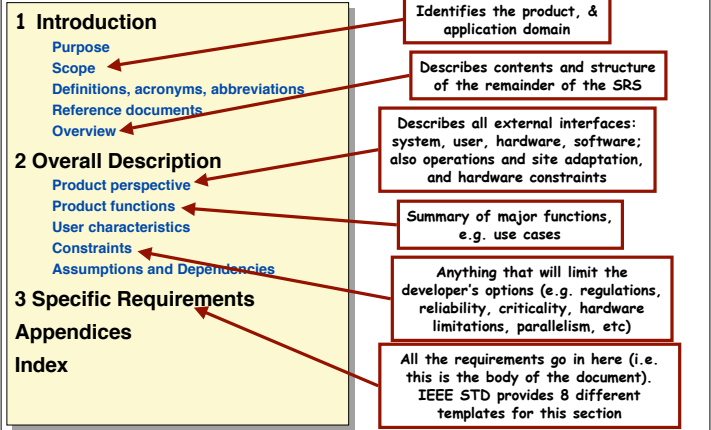 1 Introduction
Purpose
Scope
Definitions, acronyms, abbreviations
Reference documents
Overview
2 Overall Description
Product perspective
Product functions
User characteristics
Constraints
Assumptions and Dependencies
3 Specific Requirements
Appendices
Index
Identifies the product, &
application domain
Describes contents and structure
of the remainder of the SRS
Describes all external interfaces:
system, user, hardware, software;
also operations and site adaptation,
and hardware constraints
Summary of major functions,
e.g. use cases
Anything that will limit the
developer's options (e.g. regulations,
reliability, criticality, hardware
limitations, parallelism, etc)
All the requirements go in here (i.e.
this is the body of the document).
IEEE STD provides 8 different
templates for this section